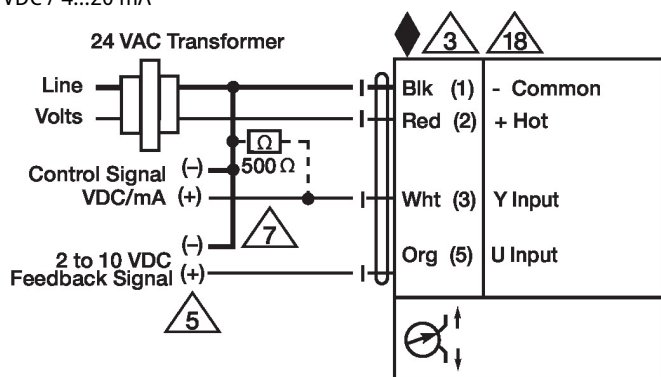 VDC / 4...20 mA
24 VAC Transformer
3
18
Line
Volts
Blk (1) - Common
Red (2) + Hot
Ω
500 Ω
Control Signal (-)
VDC/mA (+)
Wht (3) Y Input
7
(-)
2 to 10 VDC
Feedback Signal (+)
Org (5) U Input
5